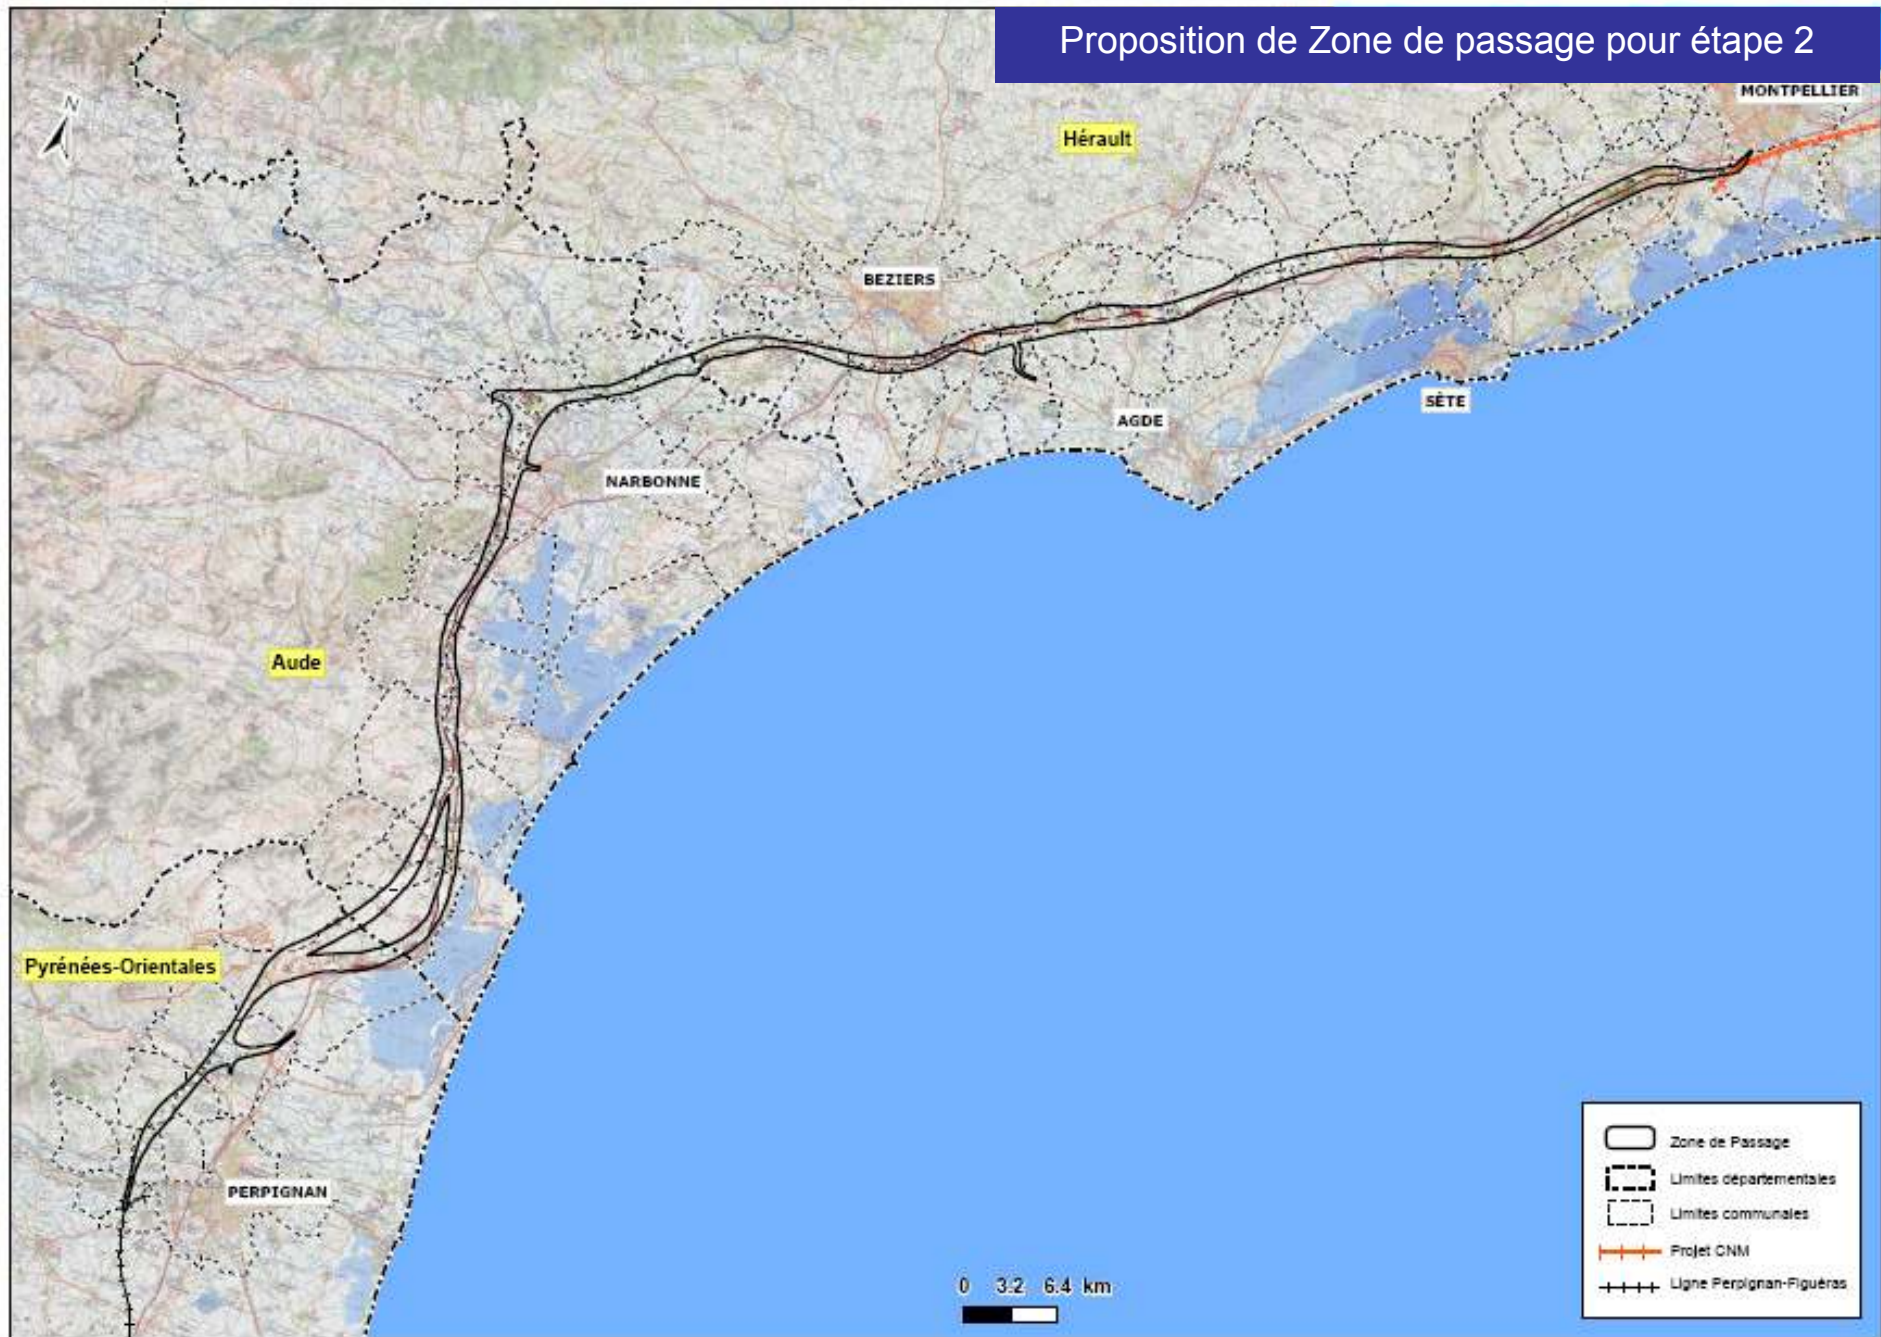 Proposition de Zone de passage pour étape 2
MONTPELLIER
N
Hérault
BEZIERS
SÈTE
AGDE
NARBONNE
Aude
Pyrénées-Orientales
PERPIGNAN
0 3.2 6.4 km
Zone de Passage
Limites départementales
Limites communales
Projet CNM
Ligne Perpignan-Figuéras